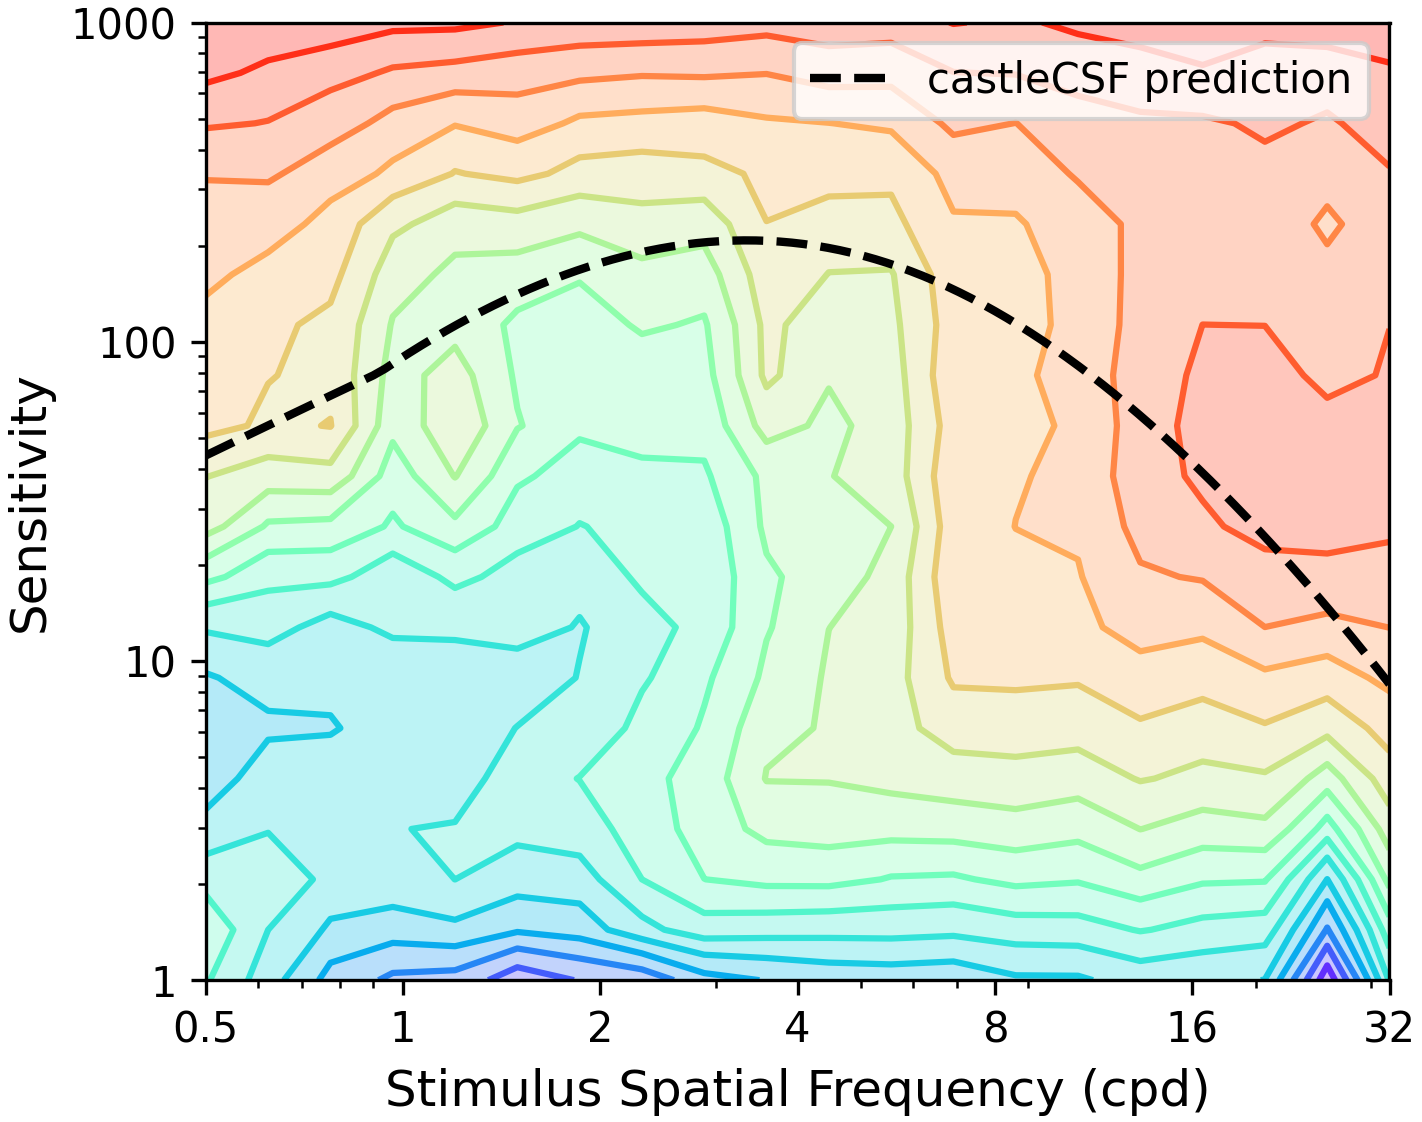 1000
castleCSF prediction
100
Sensitivity
10
1
0.5 1 2 4 8 16 32
Stimulus Spatial Frequency (cpd)